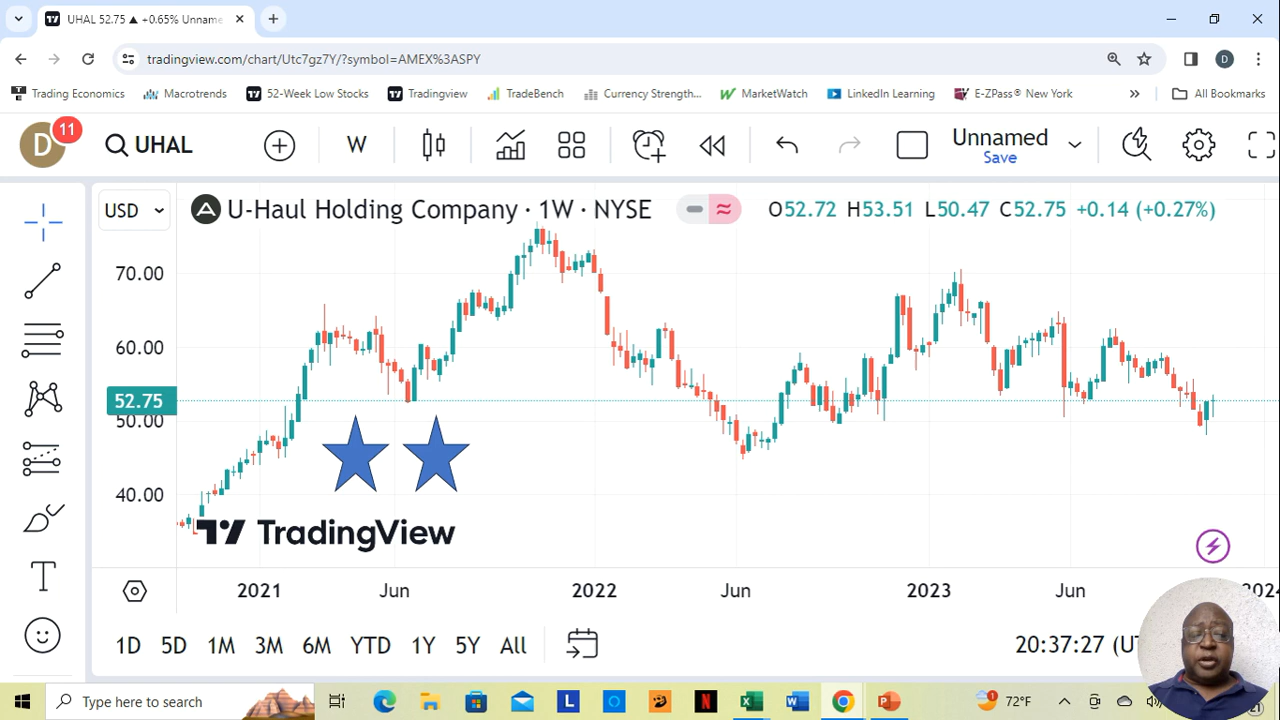 UHAL 52.75 ▲ +0.65% Unname
tradingview.com/chart/Utc7gz7Y/?symbol=AMEX%3ASPY
D
Trading Economics
Macrotrends
52-Week Low Stocks
Tradingview
TradeBench
Currency Strength...
MarketWatch
LinkedIn Learning
E-ZPass® New York
»
All Bookmarks
D
11
UHAL
W
Unnamed
Save
USD
U-Haul Holding Company · 1W · NYSE
O52.72 H53.51 L50.47 C52.75 +0.14 (+0.27%)
70.00
60.00
52.75
50.00
40.00
TradingView
2021
Jun
2022
Jun
2023
Jun
1D 5D 1M 3M 6M YTD 1Y 5Y All
20:37:27
Type here to search
72°F